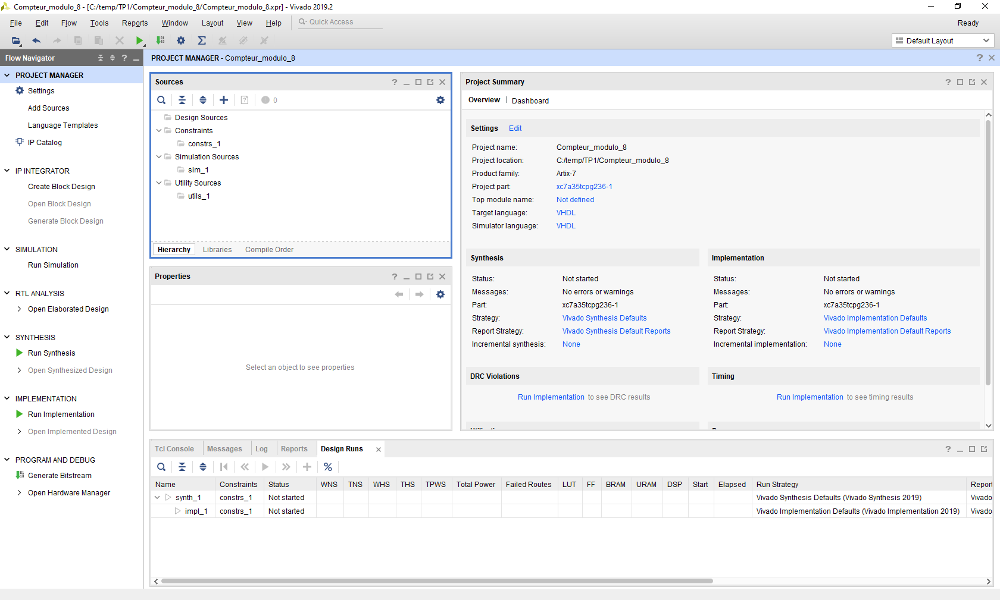 Compteur_modulo_8 - [C:/temp/TP1/Compteur_modulo_8/Compteur_modulo_8.xpr] - Vivado 2019.2
File Edit Flow Tools Reports Window Layout View Help Quick Access Ready
Default Layout
Flow Navigator
PROJECT MANAGER
Settings
Add Sources
Language Templates
IP Catalog
IP INTEGRATOR
Create Block Design
Open Block Design
Generate Block Design
SIMULATION
Run Simulation
RTL ANALYSIS
Open Elaborated Design
SYNTHESIS
Run Synthesis
Open Synthesized Design
IMPLEMENTATION
Run Implementation
Open Implemented Design
PROGRAM AND DEBUG
Generate Bitstream
Open Hardware Manager
PROJECT MANAGER - Compteur_modulo_8
Sources
0
Design Sources
Constraints
constrs_1
Simulation Sources
sim_1
Utility Sources
utils_1
Hierarchy Libraries Compile Order
Properties
Select an object to see properties
Project Summary
Overview | Dashboard
Settings Edit
Project name: Compteur_modulo_8
Project location: C:/temp/TP1/Compteur_modulo_8
Product family: Artix-7
Project part: xc7a35tcpg236-1
Top module name: Not defined
Target language: VHDL
Simulator language: VHDL
Synthesis
Status: Not started
Messages: No errors or warnings
Part: xc7a35tcpg236-1
Strategy: Vivado Synthesis Defaults
Report Strategy: Vivado Synthesis Default Reports
Incremental synthesis: None
Implementation
Status: Not started
Messages: No errors or warnings
Part: xc7a35tcpg236-1
Strategy: Vivado Implementation Defaults
Report Strategy: Vivado Implementation Default Reports
Incremental implementation: None
DRC Violations
Run Implementation to see DRC results
Timing
Run Implementation to see timing results
Tcl Console Messages Log Reports Design Runs
Name Constraints Status WNS TNS WHS THS TPWS Total Power Failed Routes LUT FF BRAM URAM DSP Start Elapsed Run Strategy Report
synth_1 constrs_1 Not started Vivado Synthesis Defaults (Vivado Synthesis 2019) Vivado
impl_1 constrs_1 Not started Vivado Implementation Defaults (Vivado Implementation 2019) Vivado